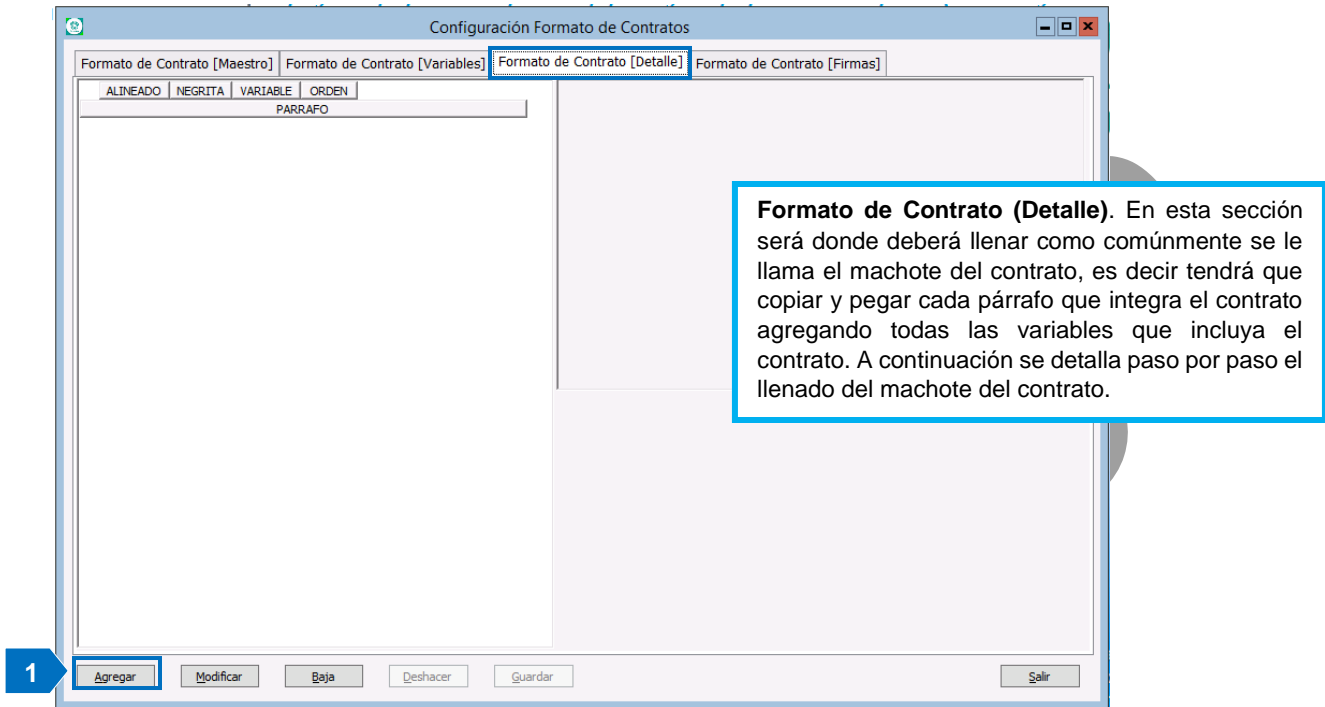 Configuración Formato de Contratos
Formato de Contrato [Maestro] Formato de Contrato [Variables] Formato de Contrato [Detalle] Formato de Contrato [Firmas]
ALINEADO NEGRITA VARIABLE ORDEN
PARRAFO
Formato de Contrato (Detalle). En esta sección
será donde deberá llenar como comúnmente se le
llama el machote del contrato, es decir tendrá que
copiar y pegar cada párrafo que integra el contrato
agregando todas las variables que incluya el
contrato. A continuación se detalla paso por paso el
llenado del machote del contrato.
1
Agregar Modificar Baja Deshacer Guardar Salir